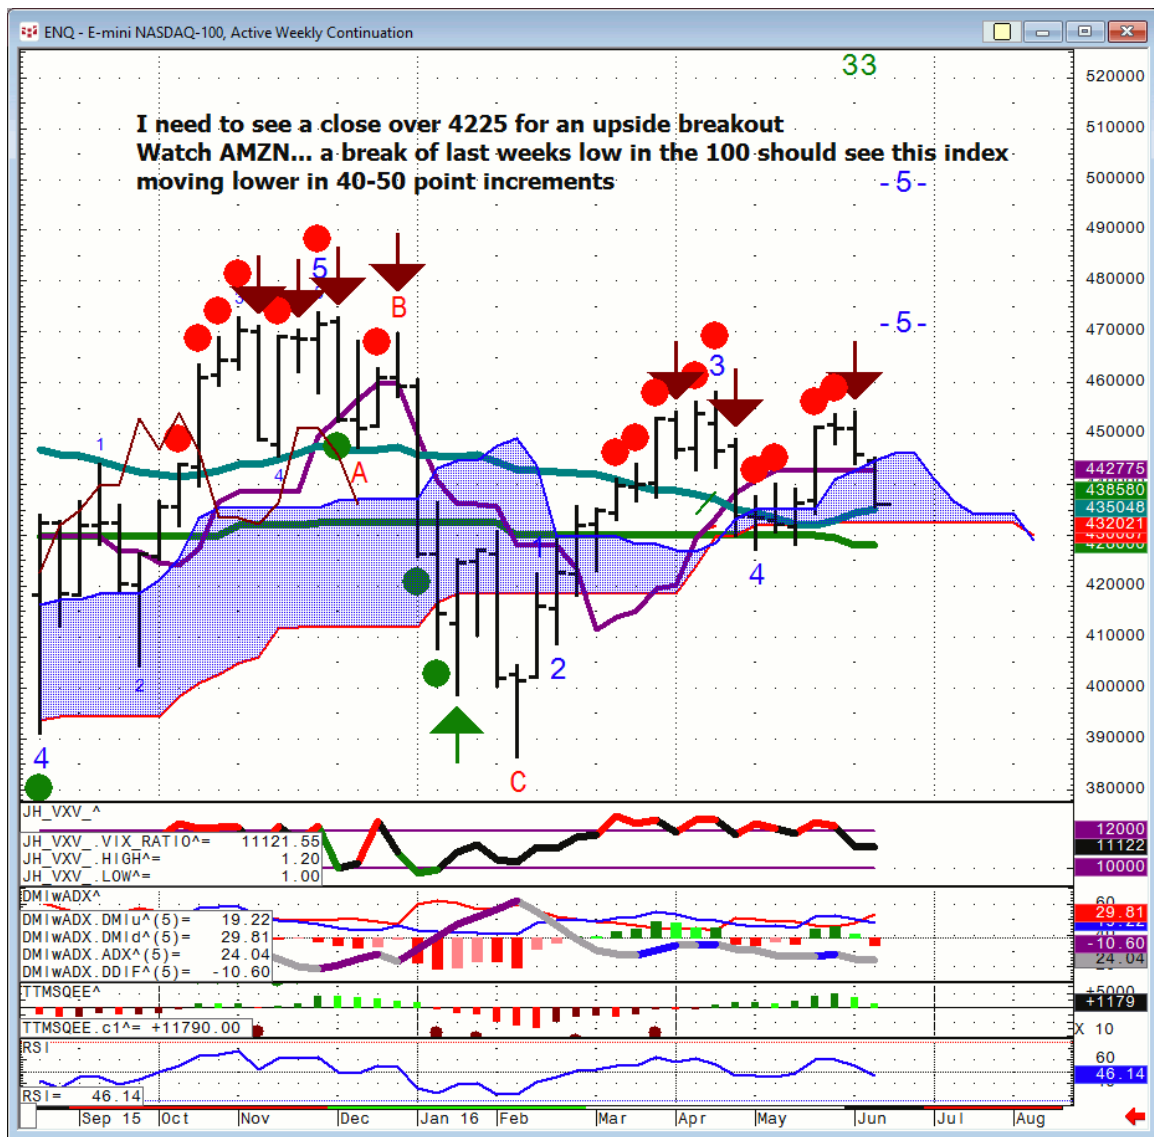 ENQ - E-mini NASDAQ-100, Active Weekly Continuation
33
520000
510000
I need to see a close over 4225 for an upside breakout
Watch AMZN... a break of last weeks low in the 100 should see this index
moving lower in 40-50 point increments
500000
-5-
490000
480000
470000
460000
450000
442775
438580
435048
432021
420000
410000
400000
390000
380000
5
3
B
-5-
3
1
4
A
1
4
2
2
4
C
JH_VXV_^
JH_VXV_.VIX_RATIO^= 11121.55
JH_VXV_.HIGH^= 1.20
JH_VXV_.LOW^= 1.00
12000
11122
10000
DMIwADX^
DMIwADX.DMIu^(5)= 19.22
DMIwADX.DMId^(5)= 29.81
DMIwADX.ADX^(5)= 24.04
DMIwADX.DDIF^(5)= -10.60
60
29.81
-10.60
24.04
TTMSQEE^
TTMSQEE.c1^= +11790.00
+5000
+1179
X 10
RSI
RSI= 46.14
60
46.14
Sep 15 Oct Nov Dec Jan 16 Feb Mar Apr May Jun Jul Aug